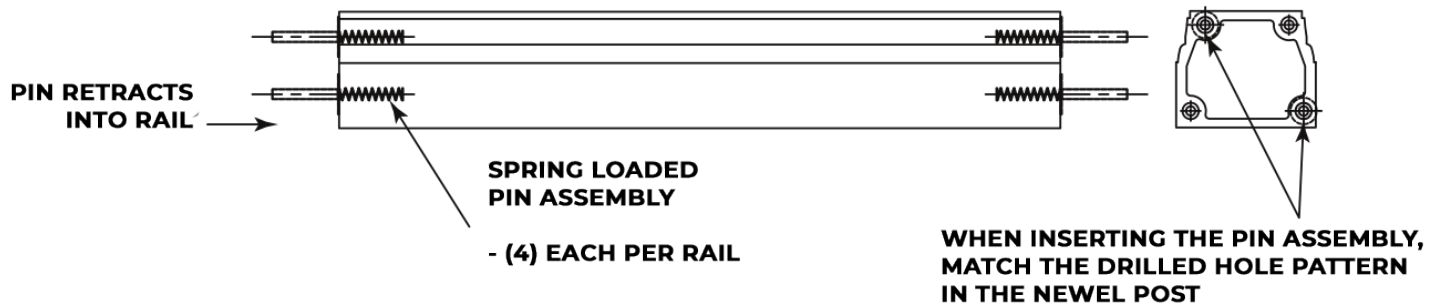 PIN RETRACTS
INTO RAIL
SPRING LOADED
PIN ASSEMBLY
- (4) EACH PER RAIL
WHEN INSERTING THE PIN ASSEMBLY,
MATCH THE DRILLED HOLE PATTERN
IN THE NEWEL POST